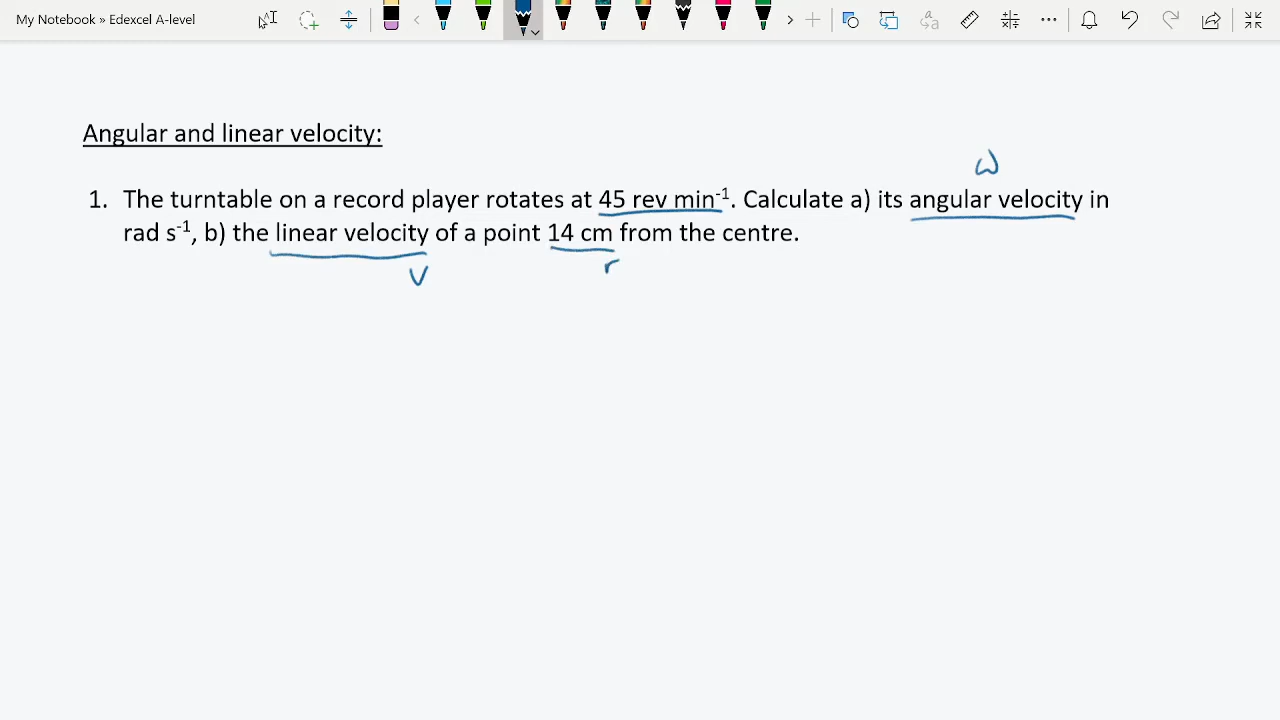 My Notebook » Edexcel A-level
Angular and linear velocity:
ω
1. The turntable on a record player rotates at 45 rev min⁻¹. Calculate a) its angular velocity in
rad s⁻¹, b) the linear velocity of a point 14 cm from the centre.
v r